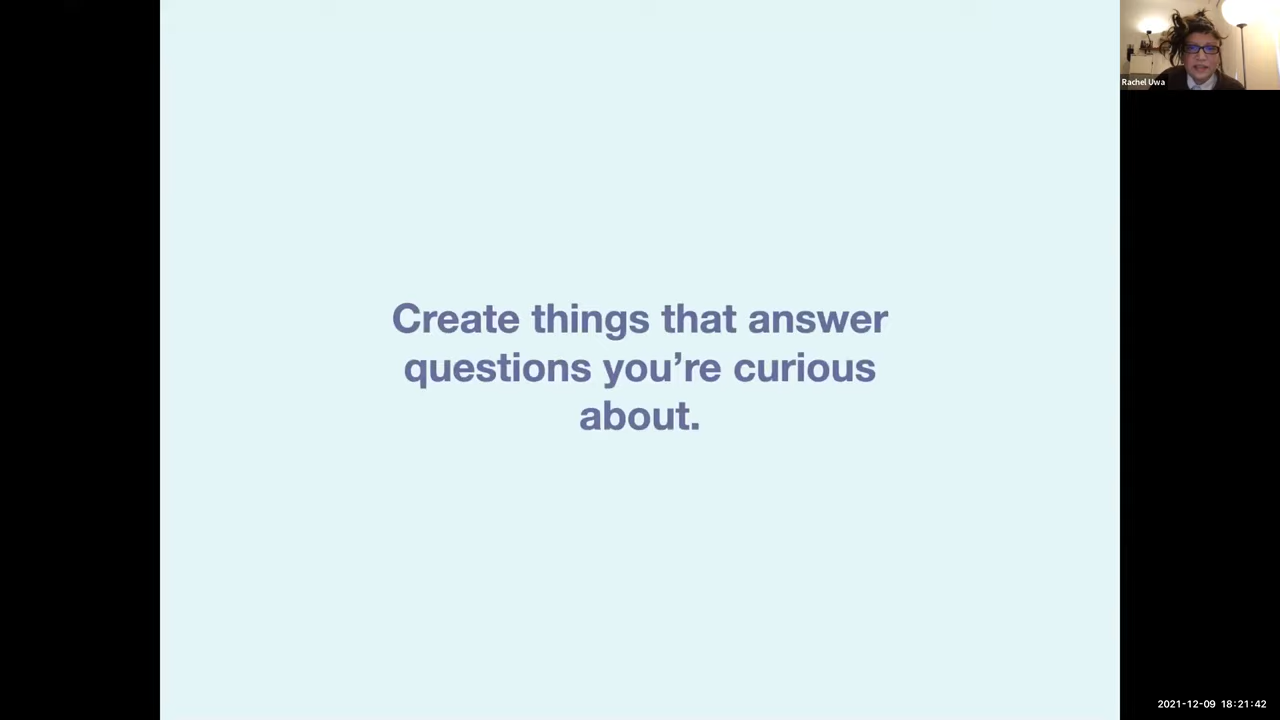 Rachel Uwa
Create things that answer
questions you’re curious
about.
2021-12-09 18:21:42